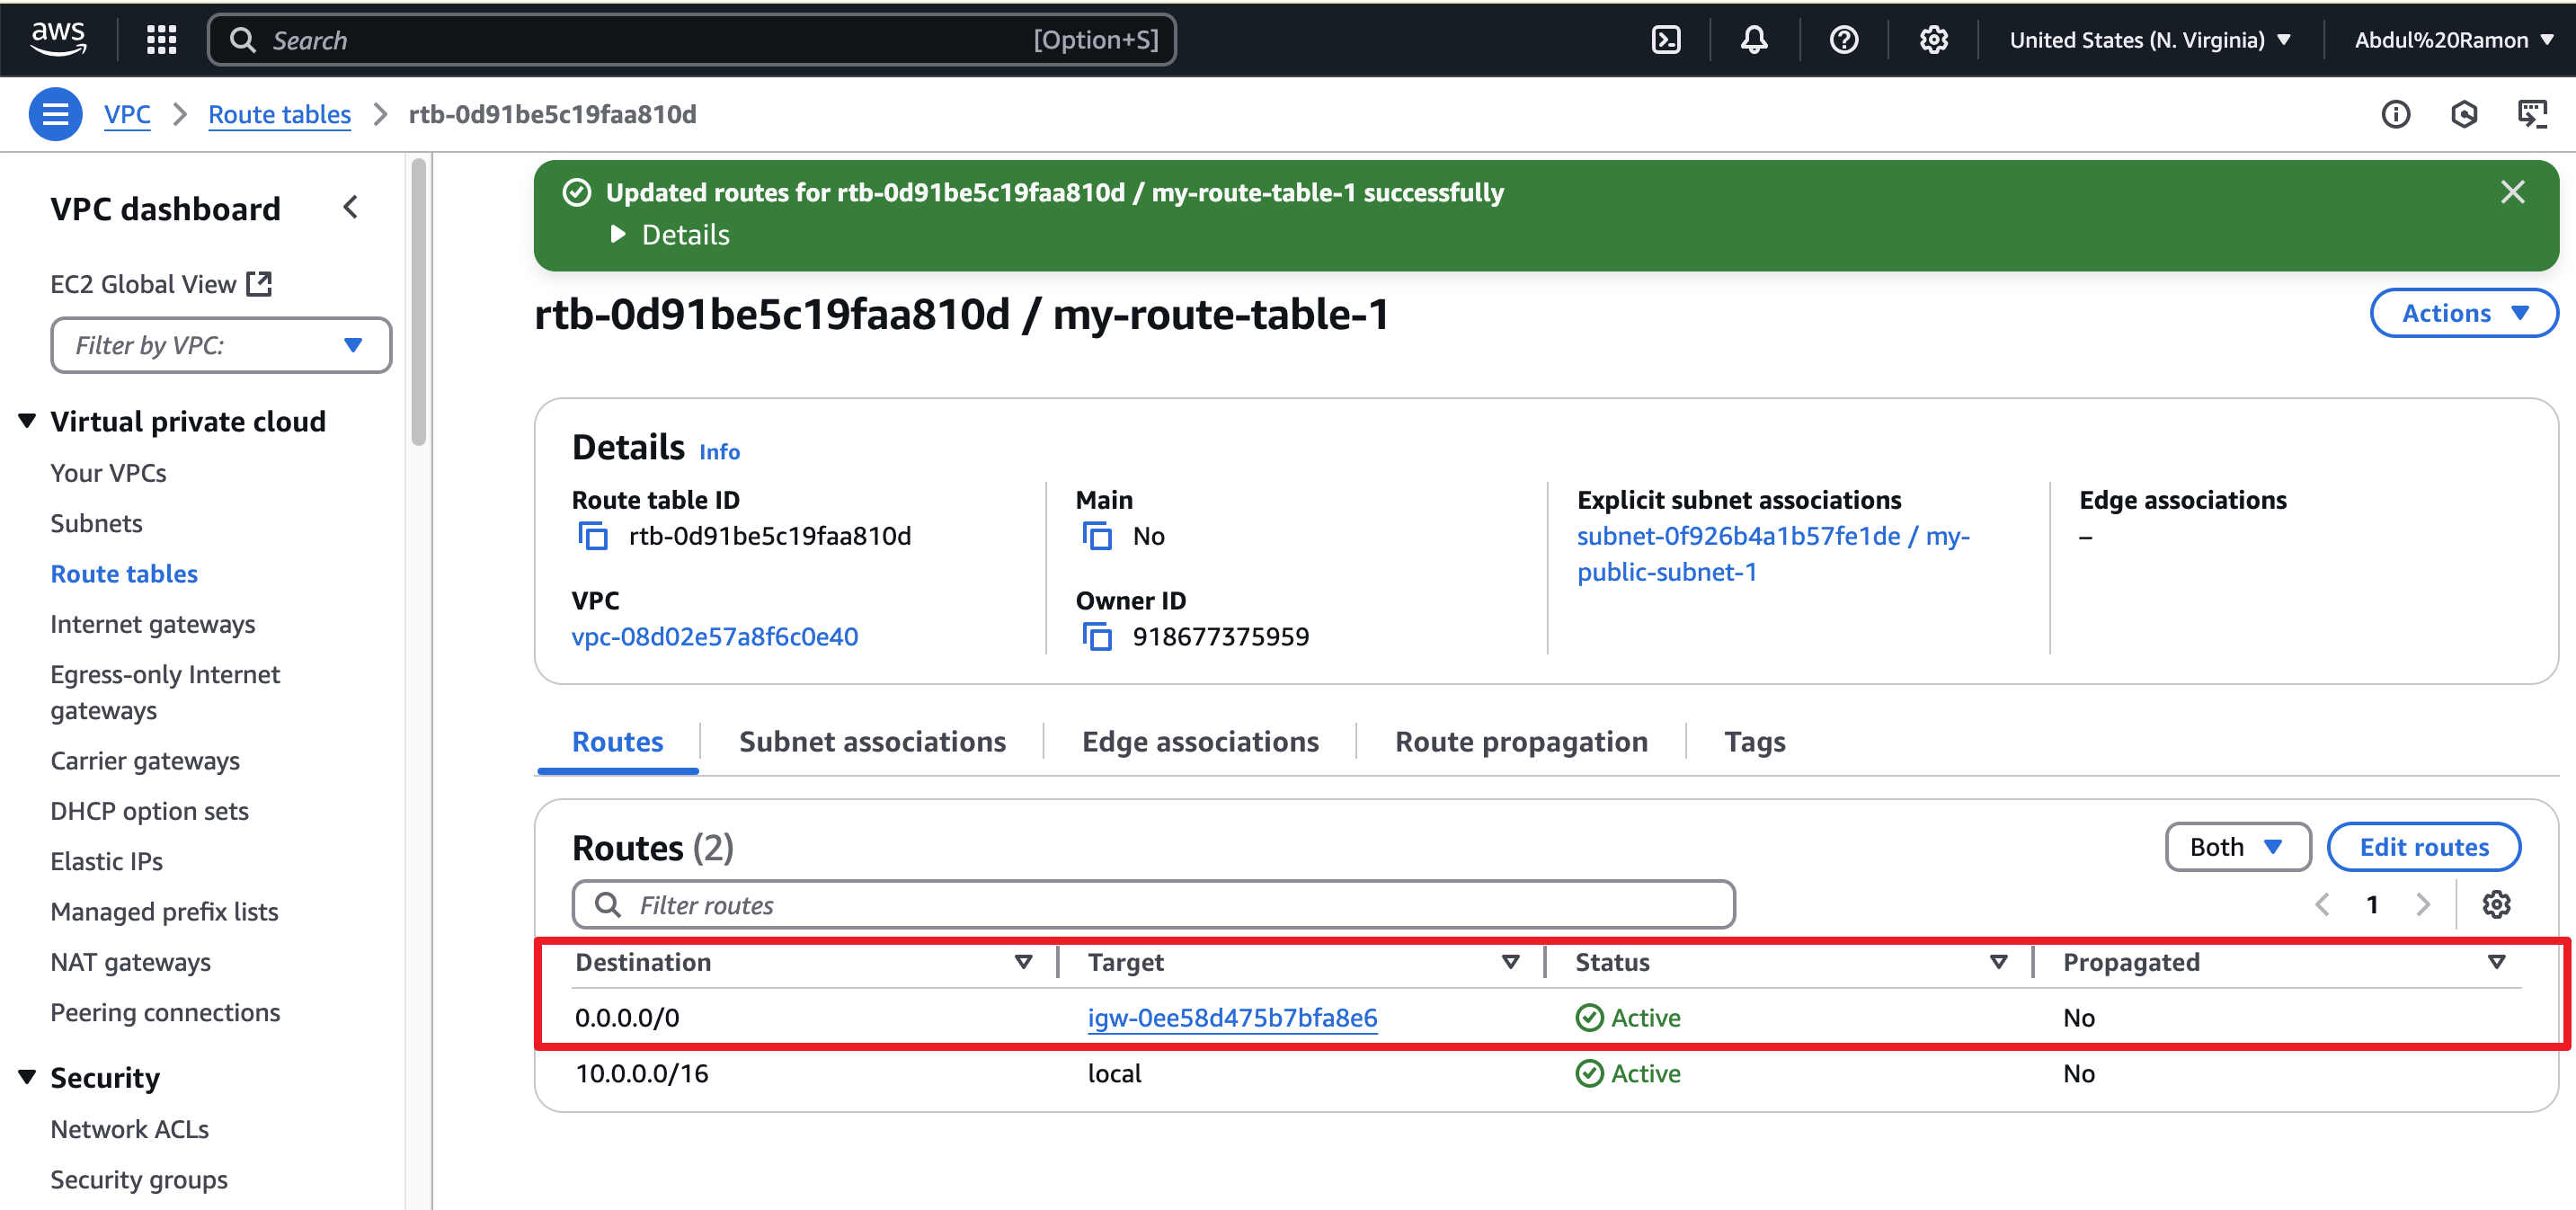 aws
Search [Option+S]
United States (N. Virginia)
Abdul%20Ramon
VPC
Route tables
rtb-0d91be5c19faa810d
VPC dashboard
EC2 Global View
Filter by VPC:
Virtual private cloud
Your VPCs
Subnets
Route tables
Internet gateways
Egress-only Internet
gateways
Carrier gateways
DHCP option sets
Elastic IPs
Managed prefix lists
NAT gateways
Peering connections
Security
Network ACLs
Security groups
Updated routes for rtb-0d91be5c19faa810d / my-route-table-1 successfully
Details
rtb-0d91be5c19faa810d / my-route-table-1
Actions
Details Info
Route table ID
rtb-0d91be5c19faa810d
Main
No
Explicit subnet associations
subnet-0f926b4a1b57fe1de / my-
public-subnet-1
Edge associations
–
VPC
vpc-08d02e57a8f6c0e40
Owner ID
918677375959
Routes
Subnet associations
Edge associations
Route propagation
Tags
Routes (2)
Both
Edit routes
Filter routes
1
Destination Target Status Propagated
0.0.0.0/0 igw-0ee58d475b7bfa8e6 Active No
10.0.0.0/16 local Active No